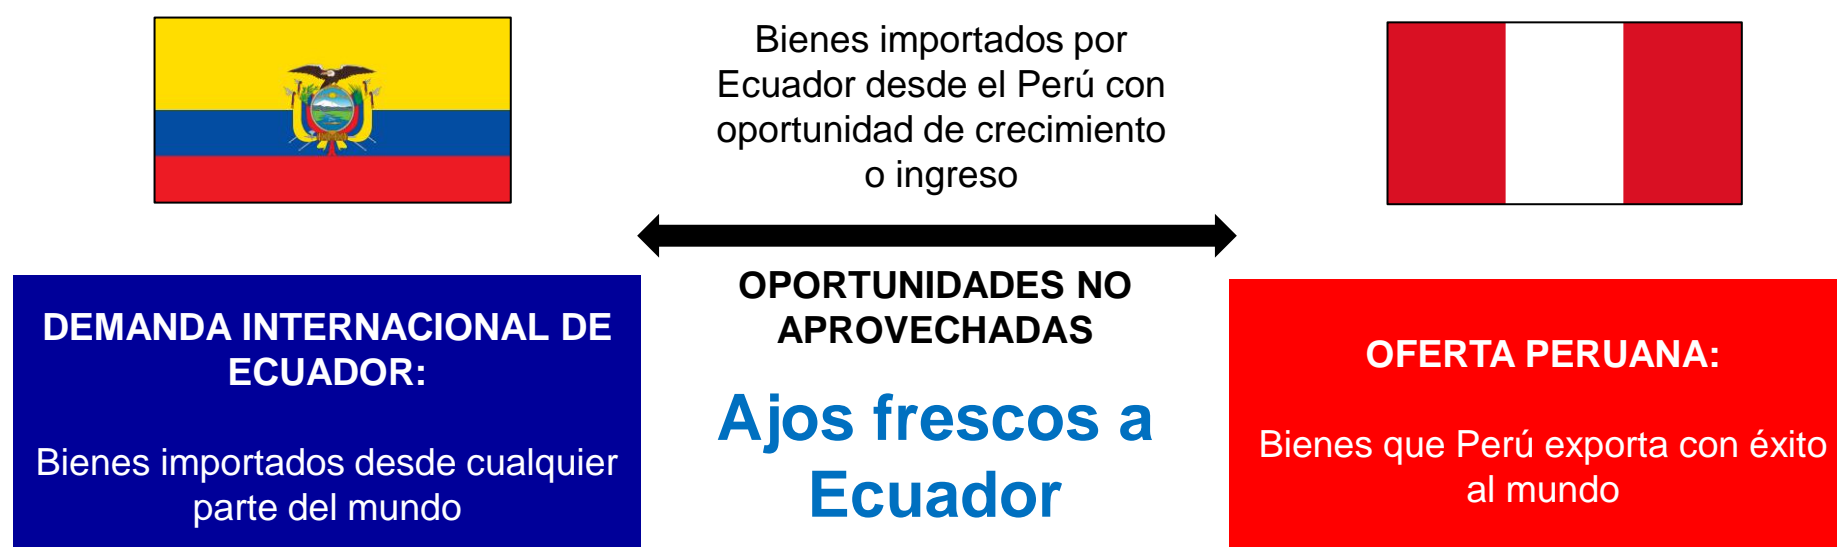 Bienes importados por
Ecuador desde el Perú con
oportunidad de crecimiento
o ingreso
DEMANDA INTERNACIONAL DE
ECUADOR:
Bienes importados desde cualquier
parte del mundo
OPORTUNIDADES NO
APROVECHADAS
Ajos frescos a
Ecuador
OFERTA PERUANA:
Bienes que Perú exporta con éxito
al mundo